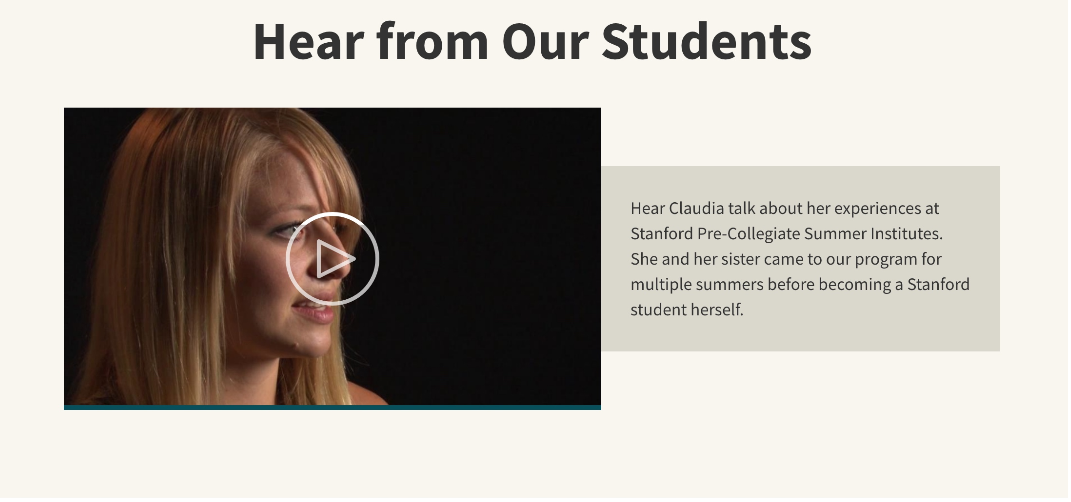 Hear from Our Students
Hear Claudia talk about her experiences at
Stanford Pre-Collegiate Summer Institutes.
She and her sister came to our program for
multiple summers before becoming a Stanford
student herself.